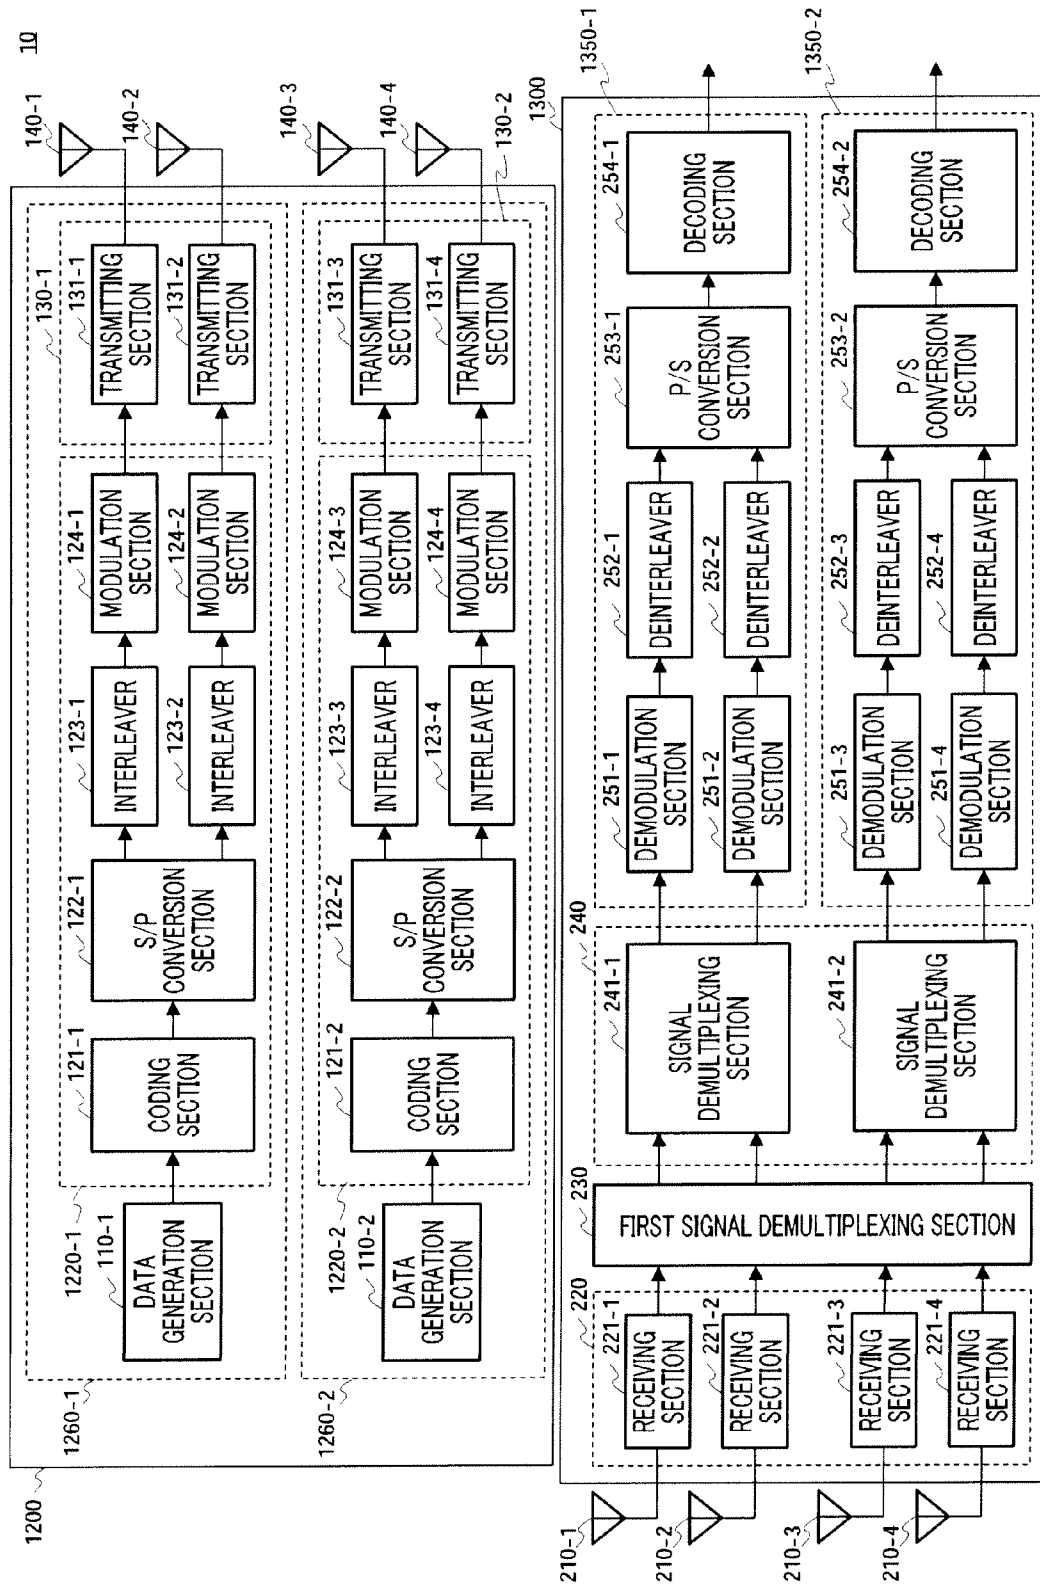 10
1200
1260-1
1220-1
110-1
DATA
GENERATION
SECTION
121-1
CODING
SECTION
122-1
S/P
CONVERSION
SECTION
123-1
INTERLEAVER
123-2
INTERLEAVER
124-1
MODULATION
SECTION
124-2
MODULATION
SECTION
130-1
131-1
TRANSMITTING
SECTION
131-2
TRANSMITTING
SECTION
140-1
140-2
1260-2
1220-2
110-2
DATA
GENERATION
SECTION
121-2
CODING
SECTION
122-2
S/P
CONVERSION
SECTION
123-3
INTERLEAVER
123-4
INTERLEAVER
124-3
MODULATION
SECTION
124-4
MODULATION
SECTION
131-3
TRANSMITTING
SECTION
131-4
TRANSMITTING
SECTION
140-3
140-4
130-2
1300
210-1
210-2
210-3
210-4
220
221-1
RECEIVING
SECTION
221-2
RECEIVING
SECTION
221-3
RECEIVING
SECTION
221-4
RECEIVING
SECTION
230
FIRST SIGNAL DEMULTIPLEXING SECTION
240
241-1
SIGNAL
DEMULTIPLEXING
SECTION
241-2
SIGNAL
DEMULTIPLEXING
SECTION
1350-1
251-1
DEMODULATION
SECTION
251-2
DEMODULATION
SECTION
252-1
DEINTERLEAVER
252-2
DEINTERLEAVER
253-1
P/S
CONVERSION
SECTION
254-1
DECODING
SECTION
1350-2
251-3
DEMODULATION
SECTION
251-4
DEMODULATION
SECTION
252-3
DEINTERLEAVER
252-4
DEINTERLEAVER
253-2
P/S
CONVERSION
SECTION
254-2
DECODING
SECTION